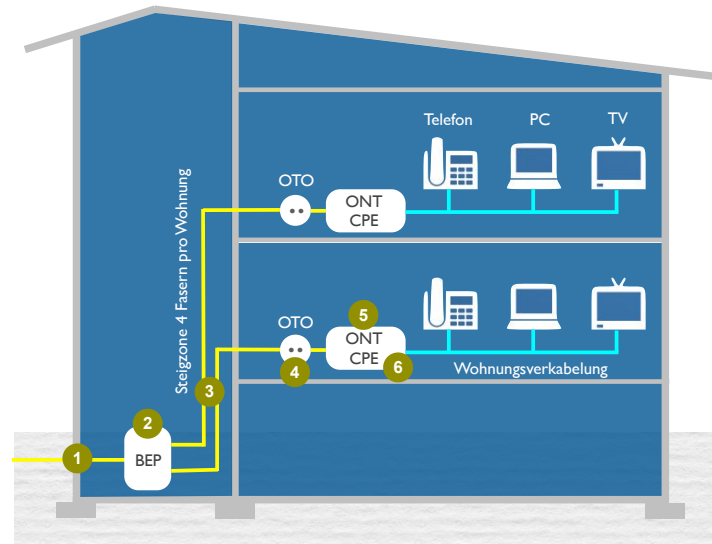 Telefon PC TV
OTO
ONT
CPE
Steigzone 4 Fasern pro Wohnung
5
OTO
ONT
CPE
4
6
Wohnungsverkabelung
3
2
1
BEP